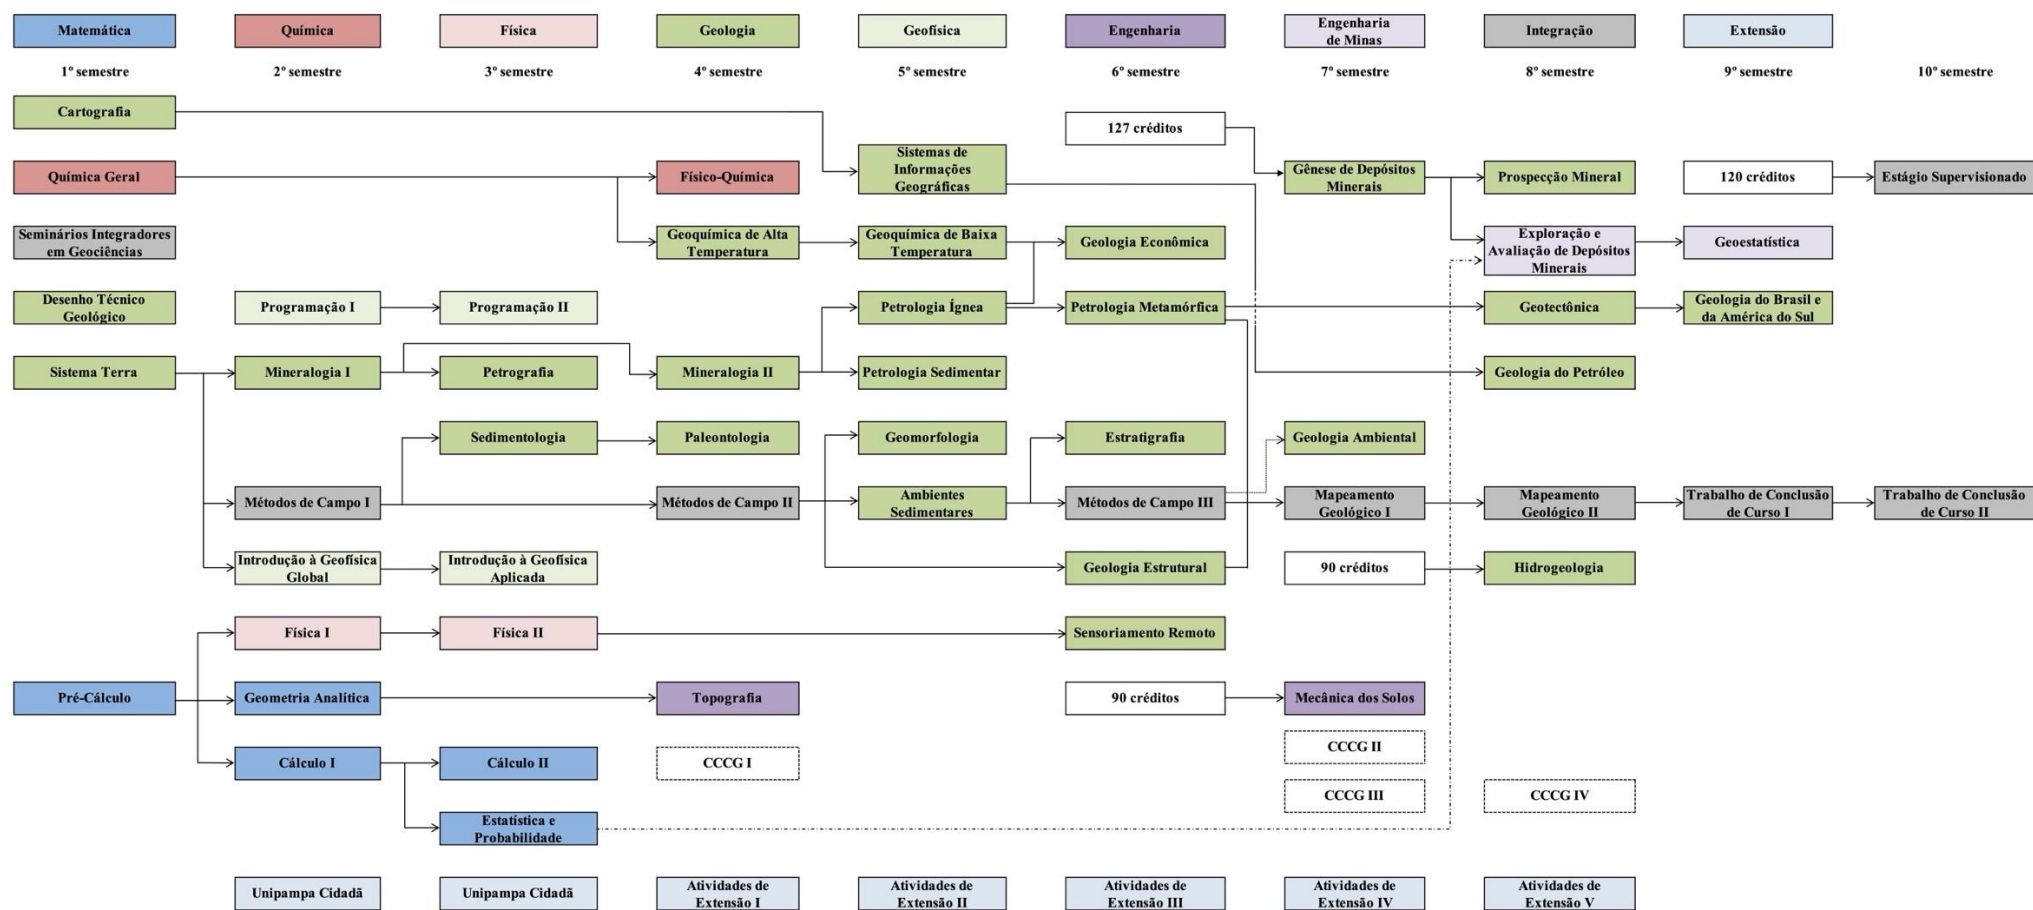 Matemática
Química
Física
Geologia
Geofísica
Engenharia
Engenharia
de Minas
Integração
Extensão
1º semestre
2º semestre
3º semestre
4º semestre
5º semestre
6º semestre
7º semestre
8º semestre
9º semestre
10º semestre
Cartografia
127 créditos
Química Geral
Físico-Química
Sistemas de
Informações
Geográficas
Gênese de Depósitos
Minerais
Prospecção Mineral
120 créditos
Estágio Supervisionado
Seminários Integradores
em Geociências
Geoquímica de Alta
Temperatura
Geoquímica de Baixa
Temperatura
Geologia Econômica
Exploração e
Avaliação de Depósitos
Minerais
Geoestatística
Desenho Técnico
Geológico
Programação I
Programação II
Petrologia Ígnea
Petrologia Metamórfica
Geotectônica
Geologia do Brasil e
da América do Sul
Sistema Terra
Mineralogia I
Petrografia
Mineralogia II
Petrologia Sedimentar
Geologia do Petróleo
Sedimentologia
Paleontologia
Geomorfologia
Estratigrafia
Geologia Ambiental
Métodos de Campo I
Métodos de Campo II
Ambientes
Sedimentares
Métodos de Campo III
Mapeamento
Geológico I
Mapeamento
Geológico II
Trabalho de Conclusão
de Curso I
Trabalho de Conclusão
de Curso II
Introdução à Geofísica
Global
Introdução à Geofísica
Aplicada
Geologia Estrutural
90 créditos
Hidrogeologia
Física I
Física II
Sensoriamento Remoto
Pré-Cálculo
Geometria Analítica
Topografia
90 créditos
Mecânica dos Solos
Cálculo I
Cálculo II
CCCG I
CCCG II
CCCG III
CCCG IV
Estatística e
Probabilidade
Unipampa Cidadã
Unipampa Cidadã
Atividades de
Extensão I
Atividades de
Extensão II
Atividades de
Extensão III
Atividades de
Extensão IV
Atividades de
Extensão V